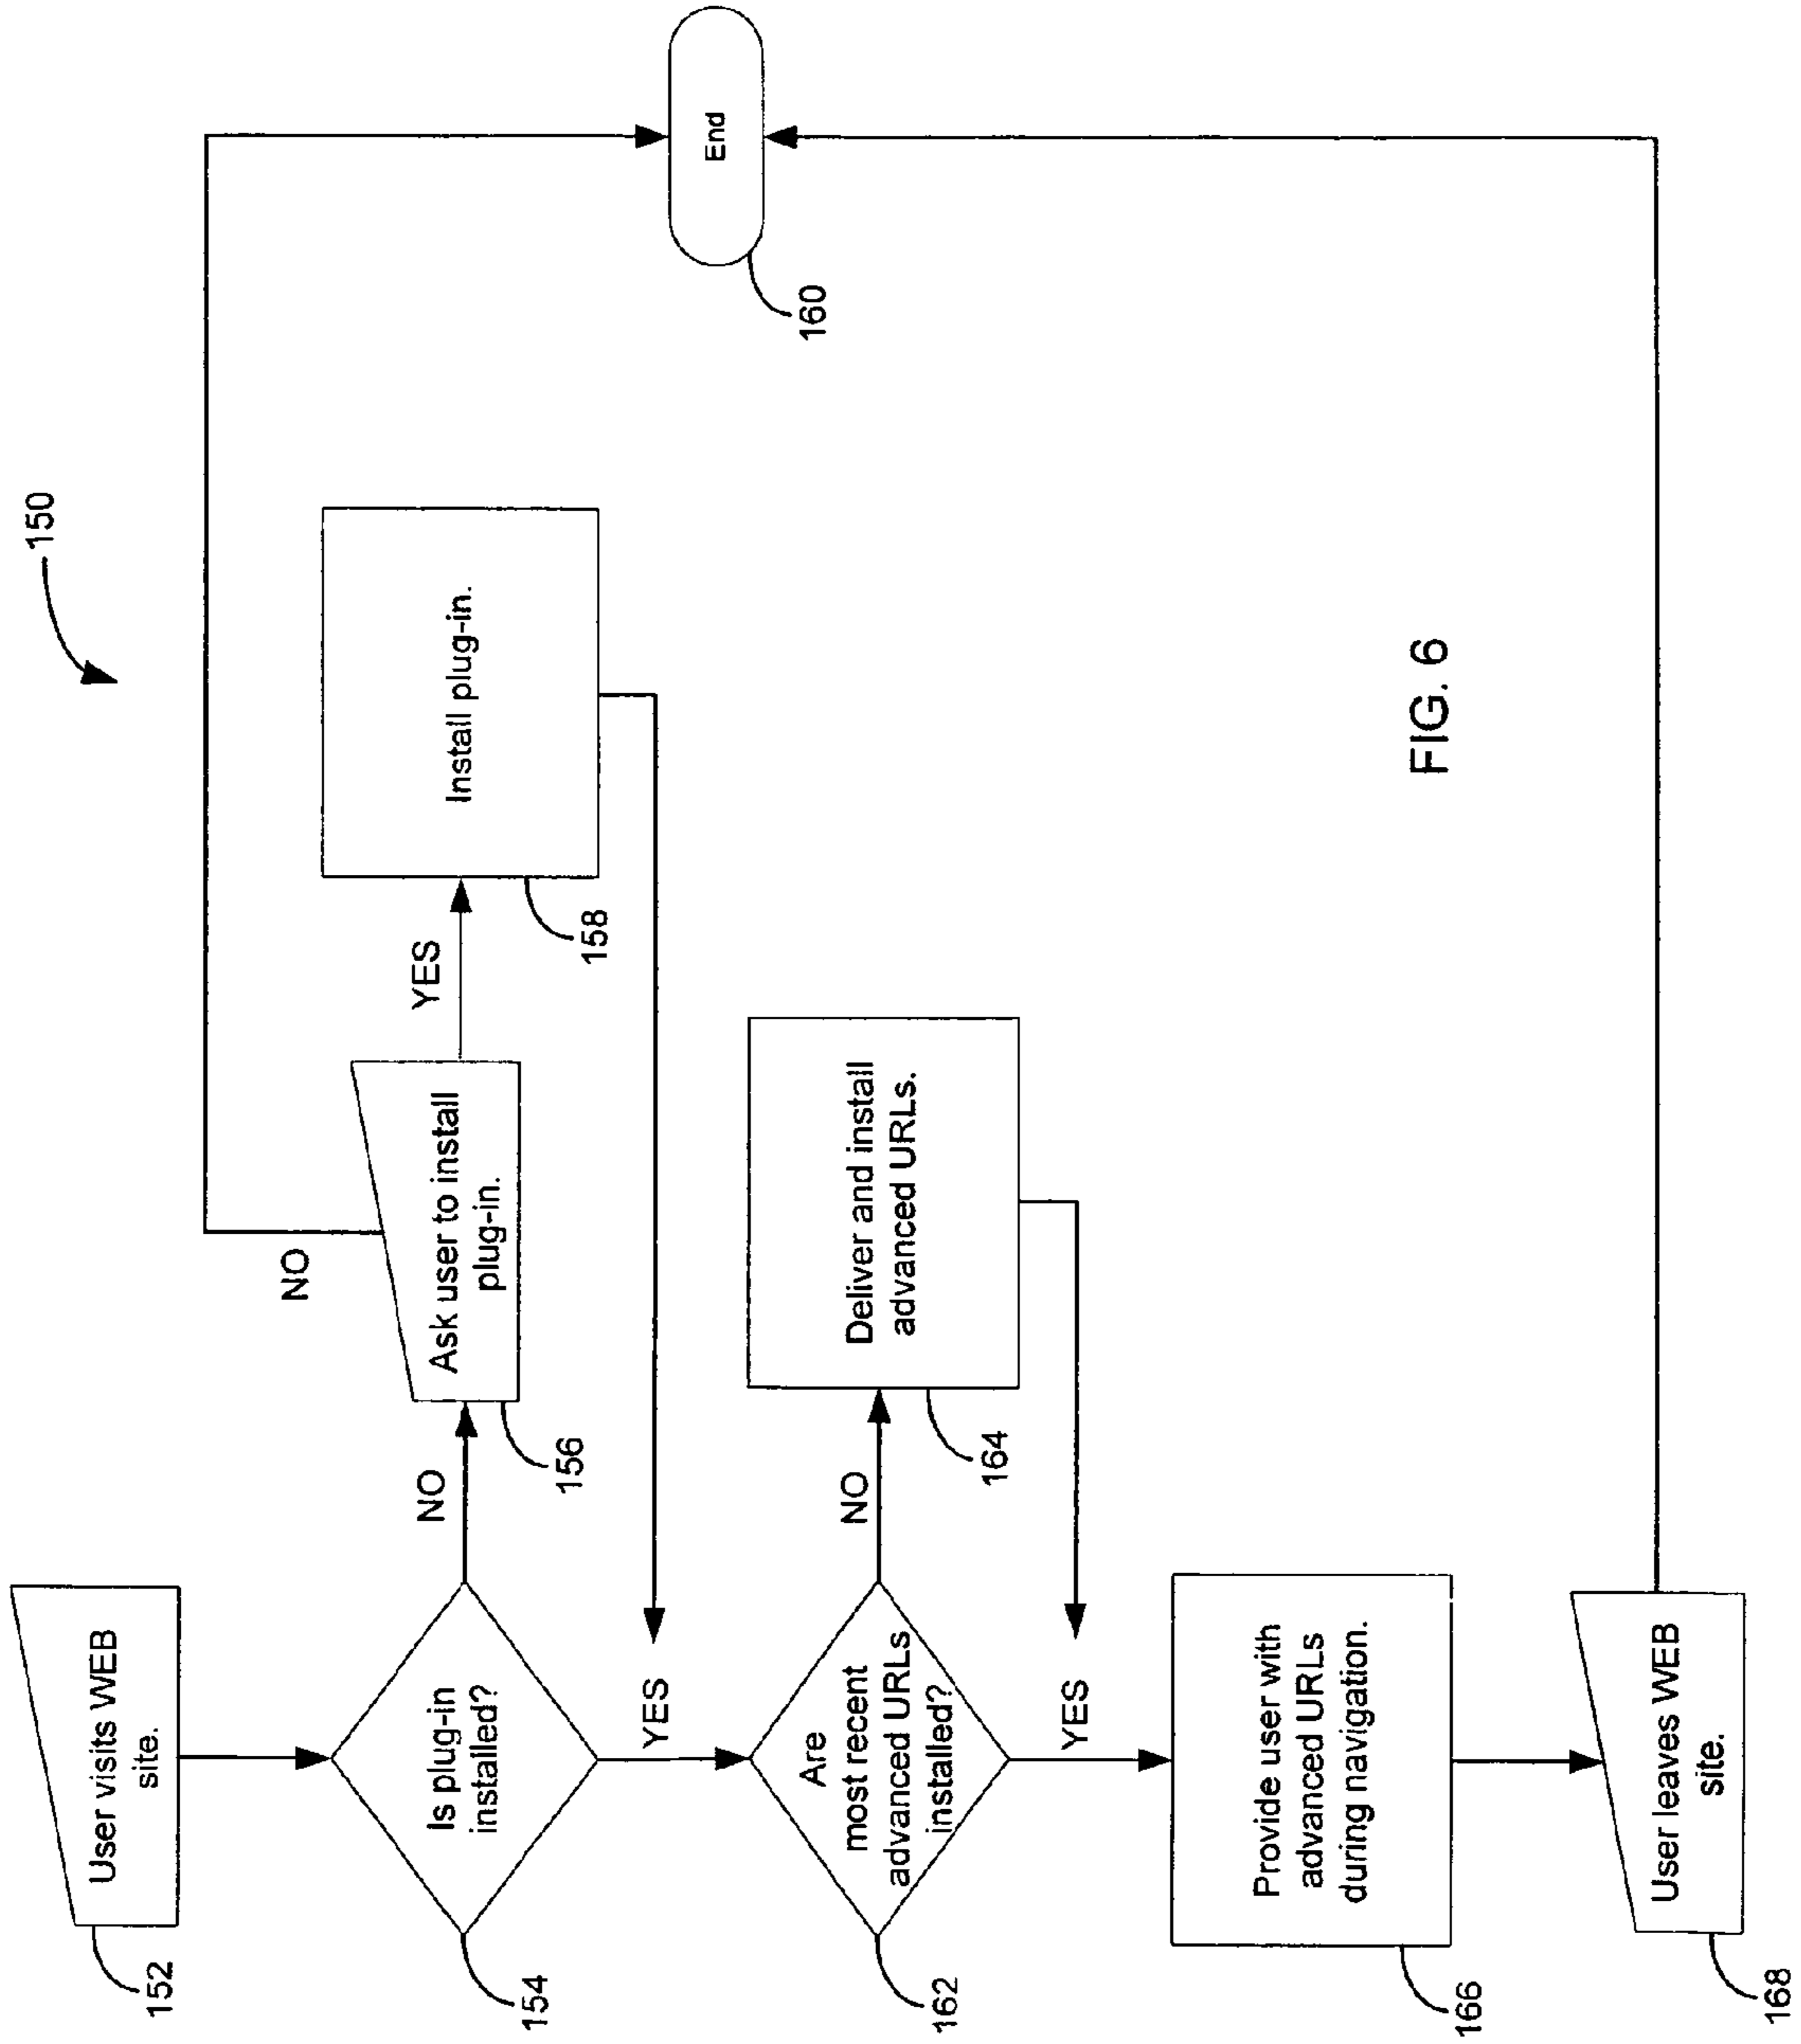 150
User visits WEB
site.
152
Is plug-in
installed?
154
NO
Ask user to install
plug-in.
156
NO
YES
Install plug-in.
158
End
160
YES
Are
most recent
advanced URLs
installed?
162
NO
Deliver and install
advanced URLs.
164
YES
Provide user with
advanced URLs
during navigation.
166
User leaves WEB
site.
168
FIG. 6